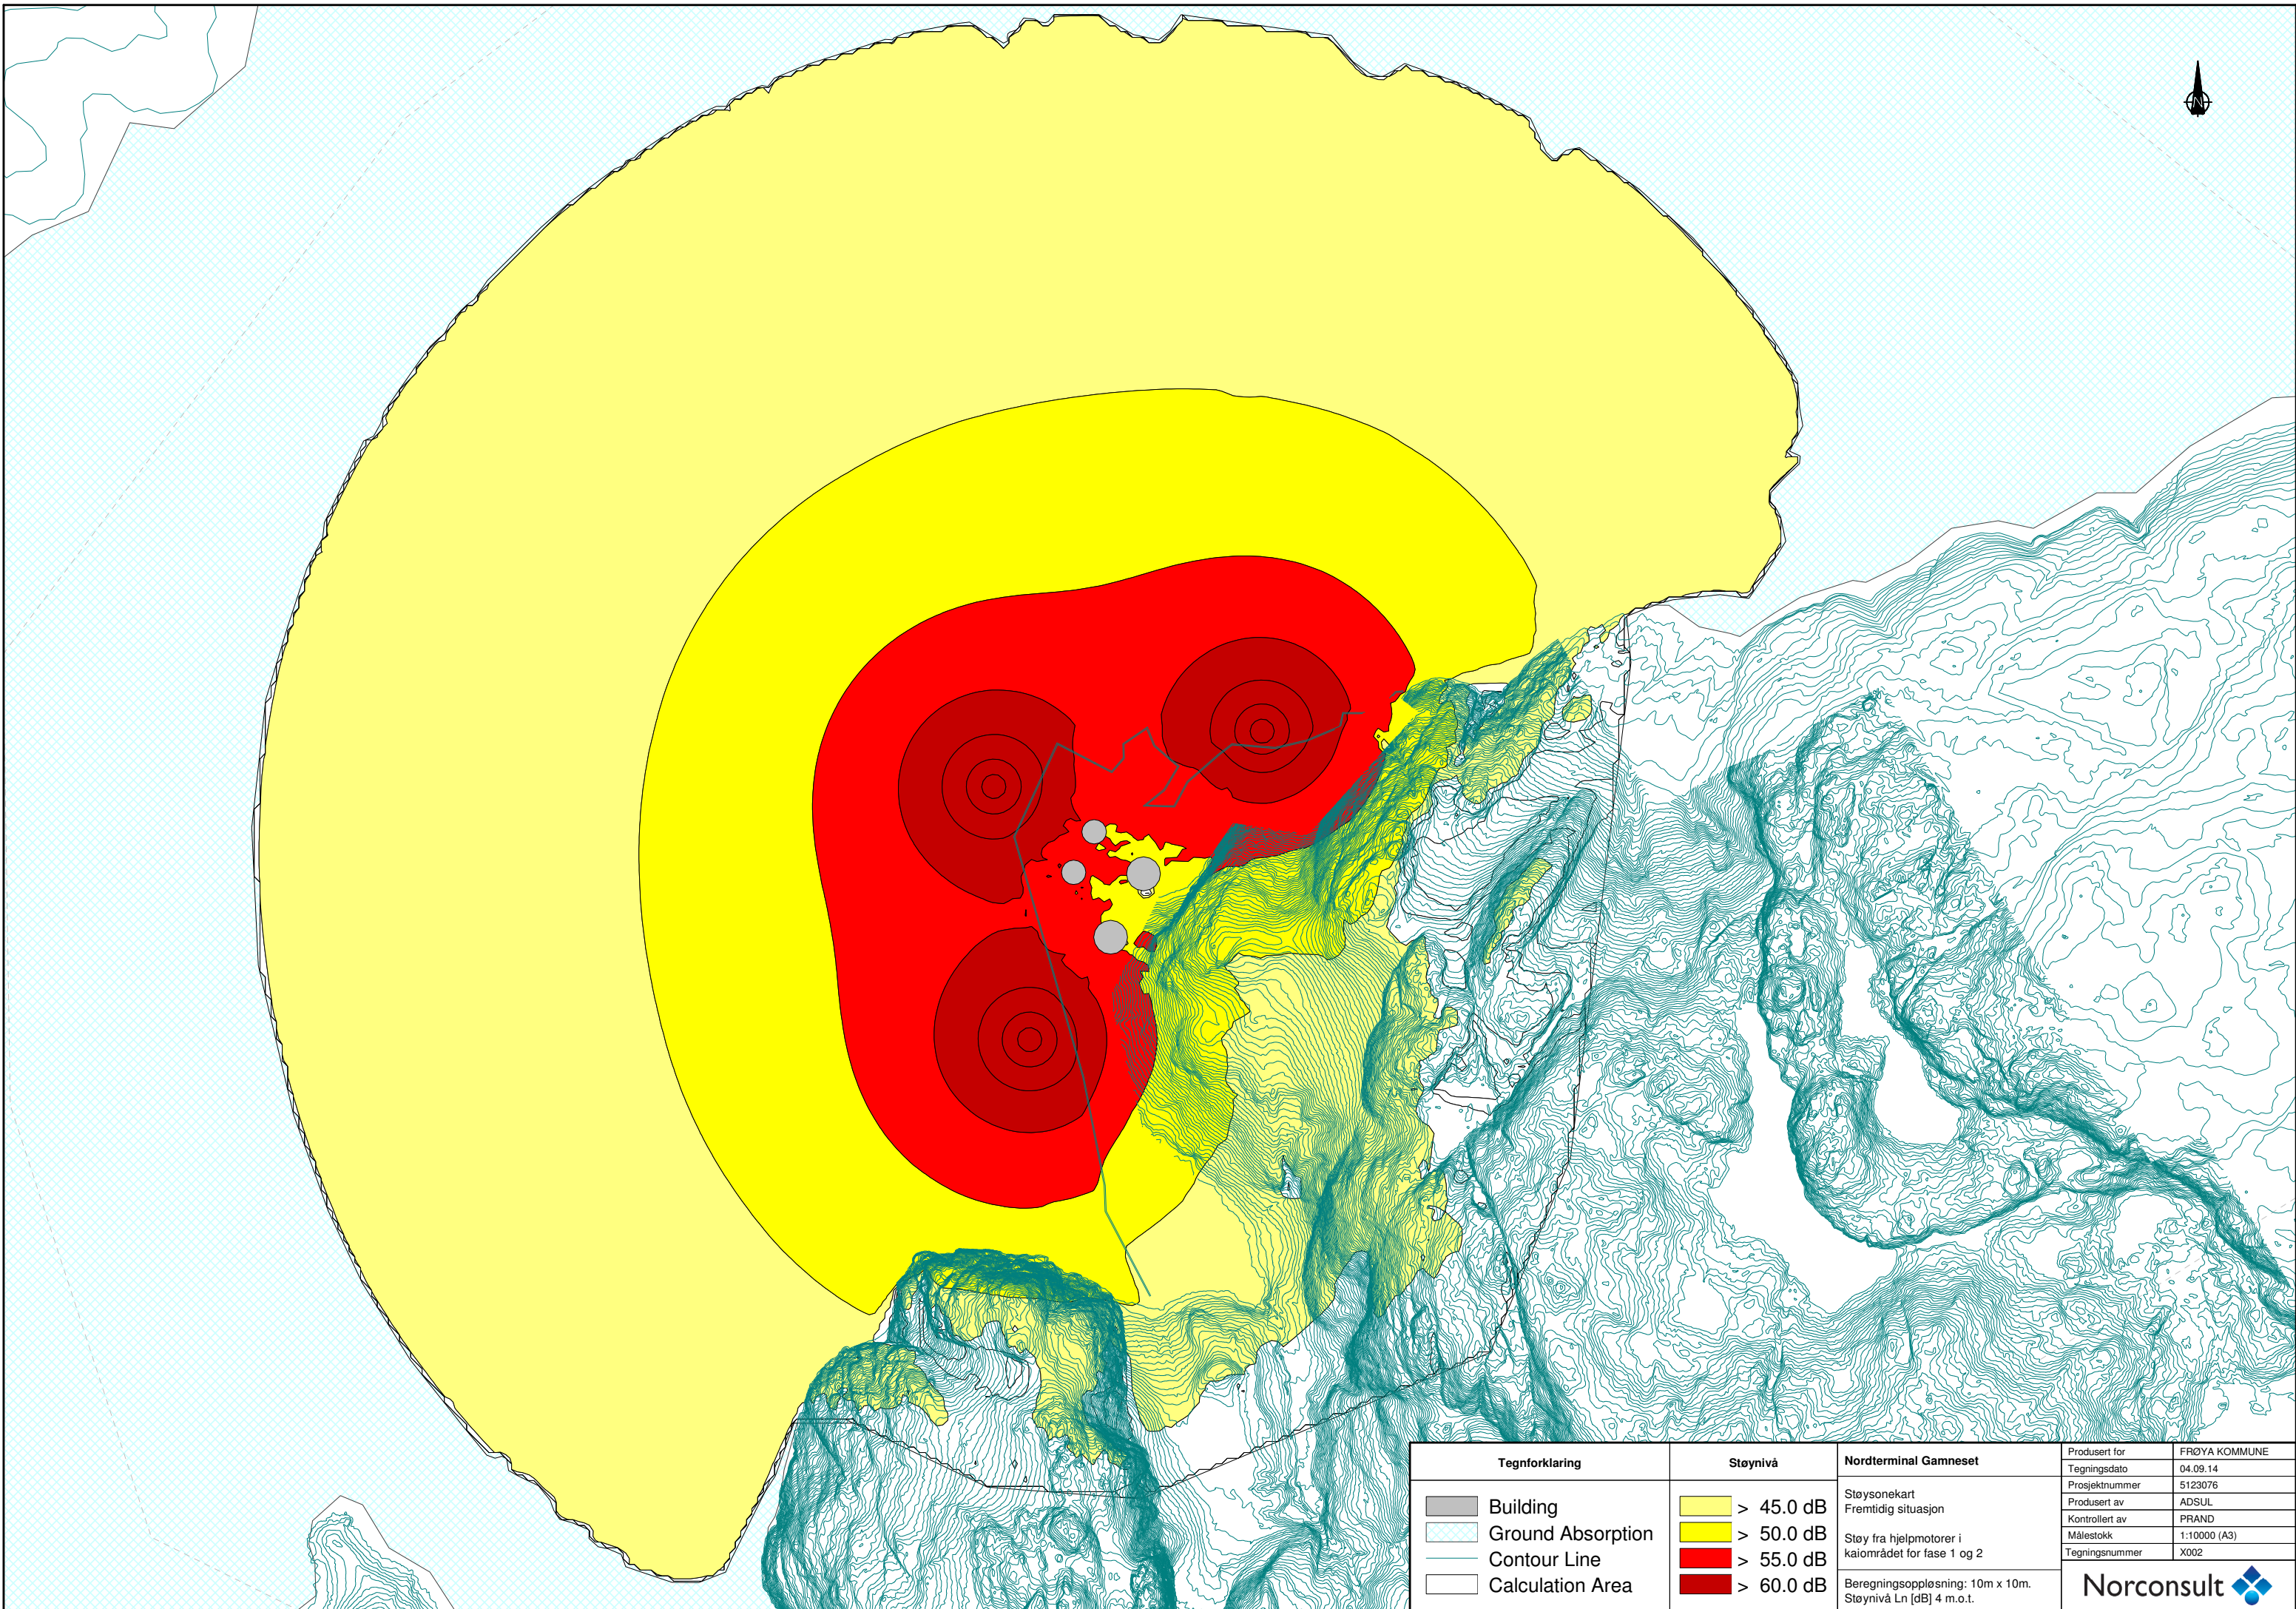 N
Tegnforklaring
Building
Ground Absorption
Contour Line
Calculation Area
Støynivå
> 45.0 dB
> 50.0 dB
> 55.0 dB
> 60.0 dB
Nordterminal Gamneset
Støysonekart
Fremtidig situasjon
Støy fra hjelpmotorer i
kaiområdet for fase 1 og 2
Beregningsoppløsning: 10m x 10m.
Støynivå Ln [dB] 4 m.o.t.
Produsert for FRØYA KOMMUNE
Tegningsdato 04.09.14
Prosjektnummer 5123076
Produsert av ADSUL
Kontrollert av PRAND
Målestokk 1:10000 (A3)
Tegningsnummer X002
Norconsult